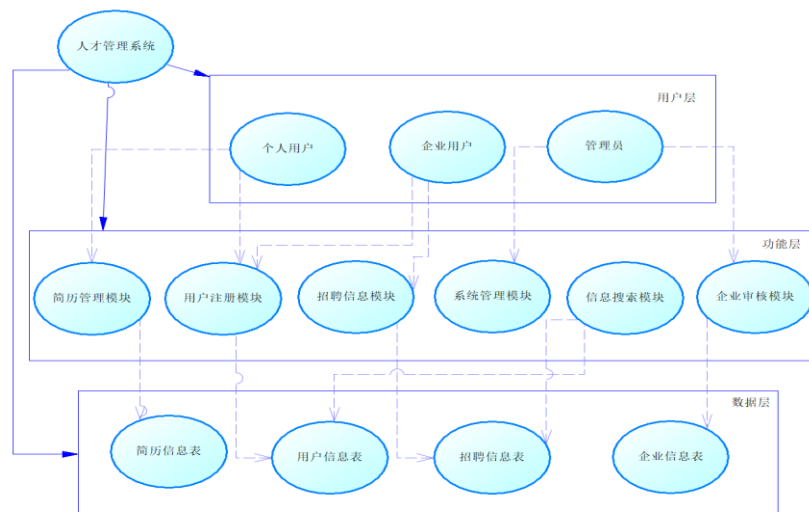 人才管理系统
用户层
个人用户
企业用户
管理员
功能层
简历管理模块
用户注册模块
招聘信息模块
系统管理模块
信息搜索模块
企业审核模块
数据层
简历信息表
用户信息表
招聘信息表
企业信息表